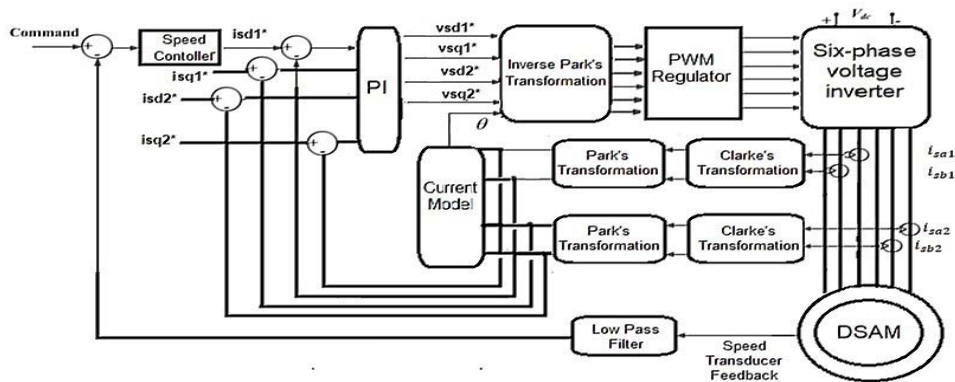 Command
Speed
Contoller
isd1*
isq1*
isd2*
isq2*
PI
vsd1*
vsq1*
vsd2*
vsq2*
θ
Inverse Park's
Transformation
PWM
Regulator
+ Vdc -
Six-phase
voltage
inverter
Current
Model
Park's
Transformation
Clarke's
Transformation
isa1
isb1
Park's
Transformation
Clarke's
Transformation
isa2
isb2
Low Pass
Filter
Speed
Transducer
Feedback
DSAM